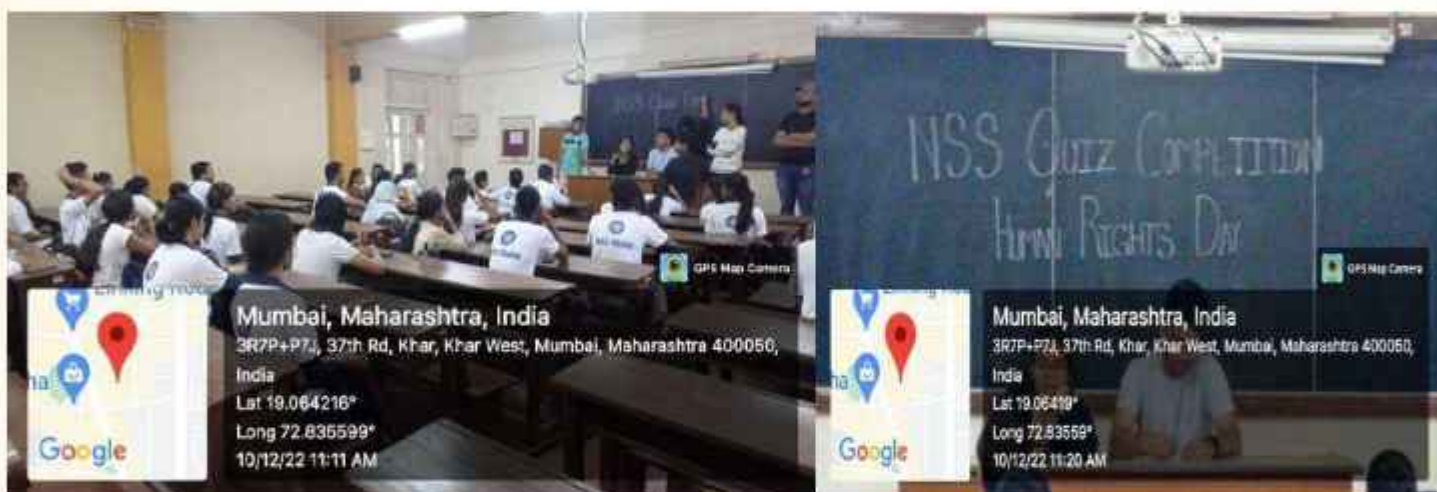 NSS QUIZ COMPETITION
HUMAN RIGHTS DAY
GPS Map Camera
Mumbai, Maharashtra, India
3R7P+P7J, 37th Rd, Khar, Khar West, Mumbai, Maharashtra 400050,
India
Lat 19.064216°
Long 72.835599°
10/12/22 11:11 AM
Google
GPS Map Camera
Mumbai, Maharashtra, India
3R7P+P7J, 37th Rd, Khar, Khar West, Mumbai, Maharashtra 400050,
India
Lat 19.06419°
Long 72.83559°
10/12/22 11:20 AM
Google